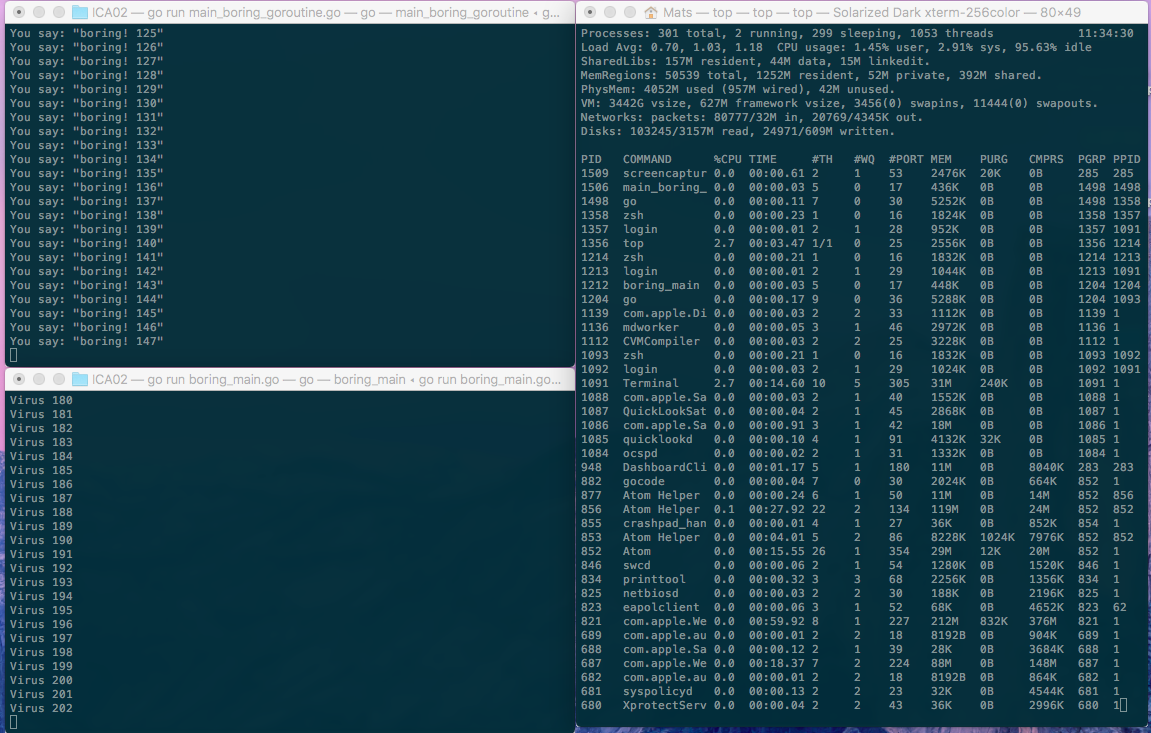 ICA02 — go run main_boring_goroutine.go — go — main_boring_goroutine ◂ g...
You say: "boring! 125"
You say: "boring! 126"
You say: "boring! 127"
You say: "boring! 128"
You say: "boring! 129"
You say: "boring! 130"
You say: "boring! 131"
You say: "boring! 132"
You say: "boring! 133"
You say: "boring! 134"
You say: "boring! 135"
You say: "boring! 136"
You say: "boring! 137"
You say: "boring! 138"
You say: "boring! 139"
You say: "boring! 140"
You say: "boring! 141"
You say: "boring! 142"
You say: "boring! 143"
You say: "boring! 144"
You say: "boring! 145"
You say: "boring! 146"
You say: "boring! 147"
ICA02 — go run boring_main.go — go — boring_main ◂ go run boring_main.go...
Virus 180
Virus 181
Virus 182
Virus 183
Virus 184
Virus 185
Virus 186
Virus 187
Virus 188
Virus 189
Virus 190
Virus 191
Virus 192
Virus 193
Virus 194
Virus 195
Virus 196
Virus 197
Virus 198
Virus 199
Virus 200
Virus 201
Virus 202
Mats — top — top — top — Solarized Dark xterm-256color — 80×49
Processes: 301 total, 2 running, 299 sleeping, 1053 threads 11:34:30
Load Avg: 0.70, 1.03, 1.18 CPU usage: 1.45% user, 2.91% sys, 95.63% idle
SharedLibs: 157M resident, 44M data, 15M linkedit.
MemRegions: 50539 total, 1252M resident, 52M private, 392M shared.
PhysMem: 4052M used (957M wired), 42M unused.
VM: 3442G vsize, 627M framework vsize, 3456(0) swapins, 11444(0) swapouts.
Networks: packets: 80777/32M in, 20769/4345K out.
Disks: 103245/3157M read, 24971/609M written.
PID COMMAND %CPU TIME #TH #WQ #PORT MEM PURG CMPRS PGRP PPID
1509 screencaptur 0.0 00:00.61 2 1 53 2476K 20K 0B 285 285
1506 main_boring_ 0.0 00:00.03 5 0 17 436K 0B 0B 1498 1498
1498 go 0.0 00:00.11 7 0 30 5252K 0B 0B 1498 1358
1358 zsh 0.0 00:00.23 1 0 16 1824K 0B 0B 1358 1357
1357 login 0.0 00:00.01 2 1 28 952K 0B 0B 1357 1091
1356 top 2.7 00:03.47 1/1 0 25 2556K 0B 0B 1356 1214
1214 zsh 0.0 00:00.21 1 0 16 1832K 0B 0B 1214 1213
1213 login 0.0 00:00.01 2 1 29 1044K 0B 0B 1213 1091
1212 boring_main 0.0 00:00.03 5 0 17 448K 0B 0B 1204 1204
1204 go 0.0 00:00.17 9 0 36 5288K 0B 0B 1204 1093
1139 com.apple.Di 0.0 00:00.03 2 2 33 1112K 0B 0B 1139 1
1136 mdworker 0.0 00:00.05 3 1 46 2972K 0B 0B 1136 1
1112 CVMCompiler 0.0 00:00.03 2 2 25 3228K 0B 0B 1112 1
1093 zsh 0.0 00:00.21 1 0 16 1832K 0B 0B 1093 1092
1092 login 0.0 00:00.01 2 1 29 1024K 0B 0B 1092 1091
1091 Terminal 2.7 00:14.60 10 5 305 31M 240K 0B 1091 1
1088 com.apple.Sa 0.0 00:00.03 2 1 40 1552K 0B 0B 1088 1
1087 QuickLookSat 0.0 00:00.04 2 1 45 2868K 0B 0B 1087 1
1086 com.apple.Sa 0.0 00:00.91 3 1 42 18M 0B 0B 1086 1
1085 quicklookd 0.0 00:00.10 4 1 91 4132K 32K 0B 1085 1
1084 ocspd 0.0 00:00.02 2 1 31 1332K 0B 0B 1084 1
948 DashboardCli 0.0 00:01.17 5 1 180 11M 0B 8040K 283 283
882 gocode 0.0 00:00.04 7 0 30 2024K 0B 664K 852 1
877 Atom Helper 0.0 00:00.24 6 1 50 11M 0B 14M 852 856
856 Atom Helper 0.1 00:27.92 22 2 134 119M 0B 24M 852 852
855 crashpad_han 0.0 00:00.01 4 1 27 36K 0B 852K 854 1
853 Atom Helper 0.0 00:04.01 5 2 86 8228K 1024K 7976K 852 852
852 Atom 0.0 00:15.55 26 1 354 29M 12K 20M 852 1
846 swcd 0.0 00:00.06 2 1 54 1280K 0B 1520K 846 1
834 printtool 0.0 00:00.32 3 3 68 2256K 0B 1356K 834 1
825 netbiosd 0.0 00:00.03 2 2 30 188K 0B 2196K 825 1
823 eapolclient 0.0 00:00.06 3 1 52 68K 0B 4652K 823 62
821 com.apple.We 0.0 00:59.92 8 1 227 212M 832K 376M 821 1
689 com.apple.au 0.0 00:00.01 2 2 18 8192B 0B 904K 689 1
688 com.apple.Sa 0.0 00:00.12 2 1 39 28K 0B 3684K 688 1
687 com.apple.We 0.0 00:18.37 7 2 224 88M 0B 148M 687 1
682 com.apple.au 0.0 00:00.01 2 2 18 8192B 0B 864K 682 1
681 syspolicyd 0.0 00:00.13 2 2 23 32K 0B 4544K 681 1
680 XprotectServ 0.0 00:00.04 2 2 43 36K 0B 2996K 680 1